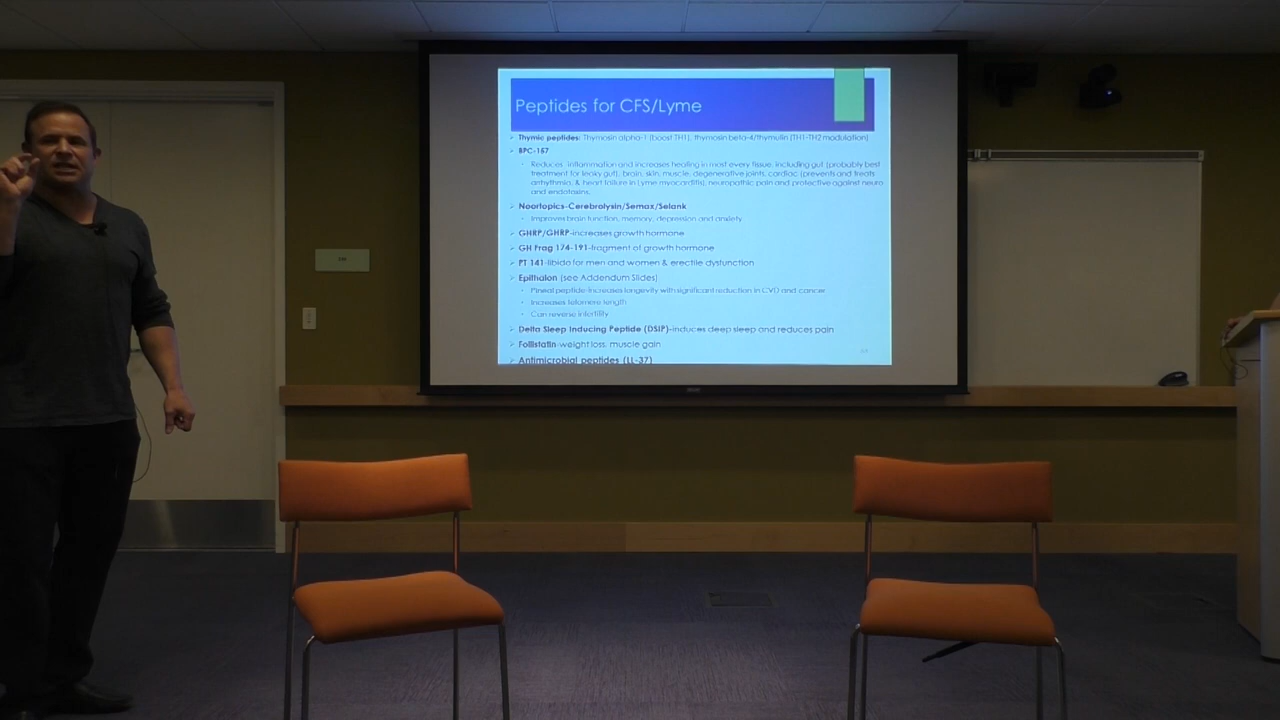 Peptides for CFS/Lyme
Thymic peptides: Thymosin alpha-1 (boost TH1), thymosin beta-4/thymulin (TH1-TH2 modulation)
BPC-157
Reduces inflammation and increases healing in most every tissue, including gut (probably best
treatment for leaky gut), brain, skin, muscle, degenerative joints, cardiac (prevents and treats
arrhythmia, & heart failure in Lyme myocarditis), neuropathic pain and protective against neuro
and endotoxins.
Noortopics-Cerebrolysin/Semax/Selank
Improves brain function, memory, depression and anxiety
GHRP/GHRP-increases growth hormone
GH Frag 174-191-fragment of growth hormone
PT 141-libido for men and women & erectile dysfunction
Epithalon (see Addendum Slides)
Pineal peptide-increases longevity with significant reduction in CVD and cancer
Increases telomere length
Can reverse infertility
Delta Sleep Inducing Peptide (DSIP)-induces deep sleep and reduces pain
Follistatin-weight loss, muscle gain
Antimicrobial peptides (LL-37)